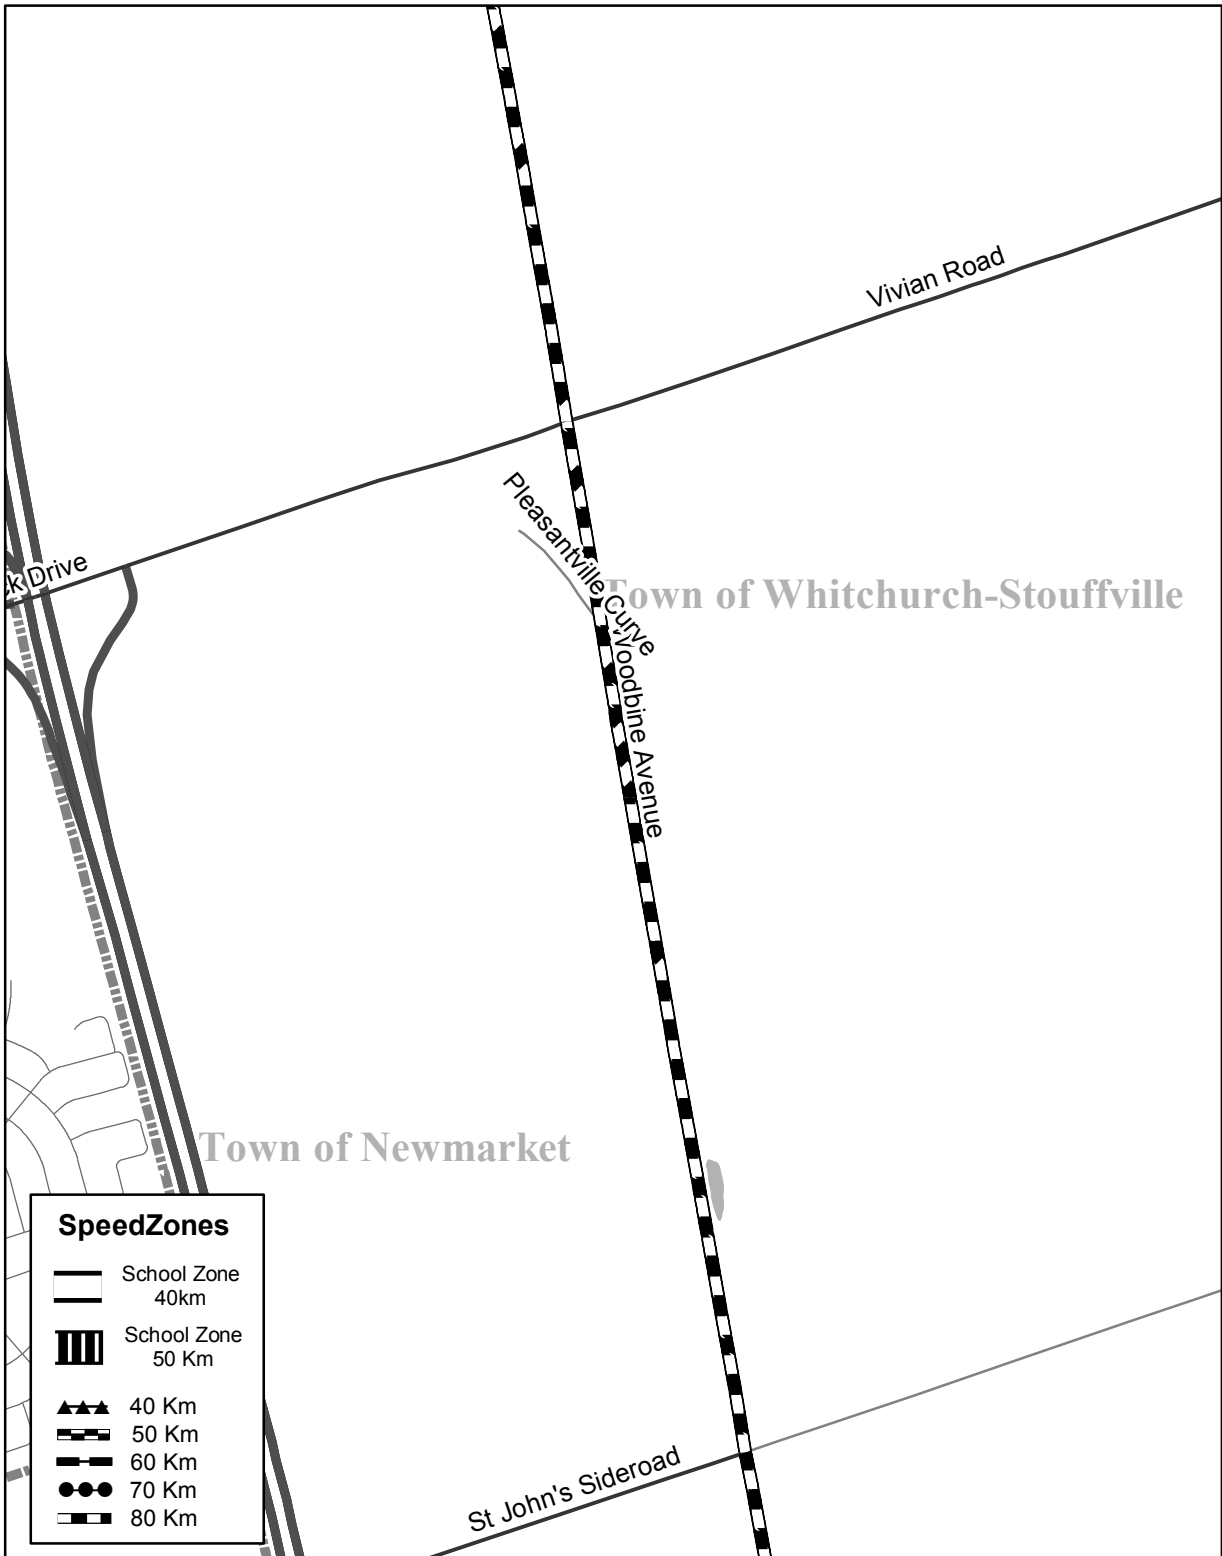 Vivian Road
Pleasantville Curve
ck Drive
Town of Whitchurch-Stouffville
Woodbine Avenue
Town of Newmarket
SpeedZones
School Zone
40km
School Zone
50 Km
40 Km
50 Km
60 Km
70 Km
80 Km
St John's Sideroad